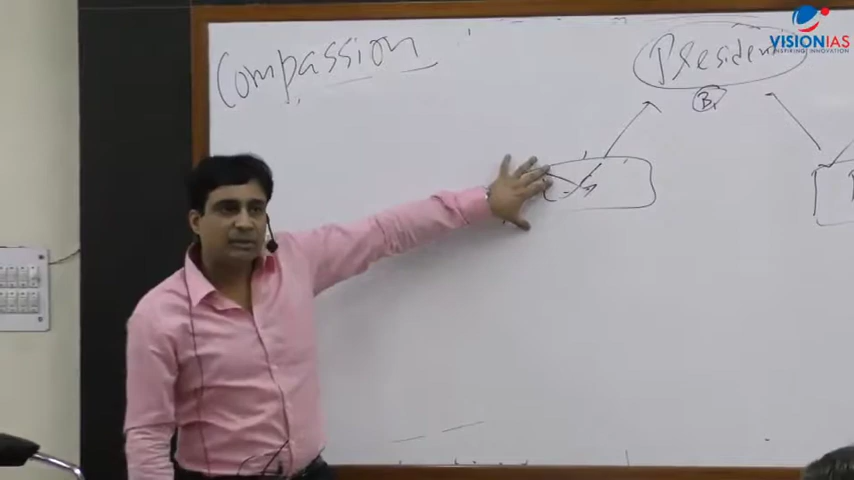 Compassion
President
B
VISIONIAS
INSPIRING INNOVATION